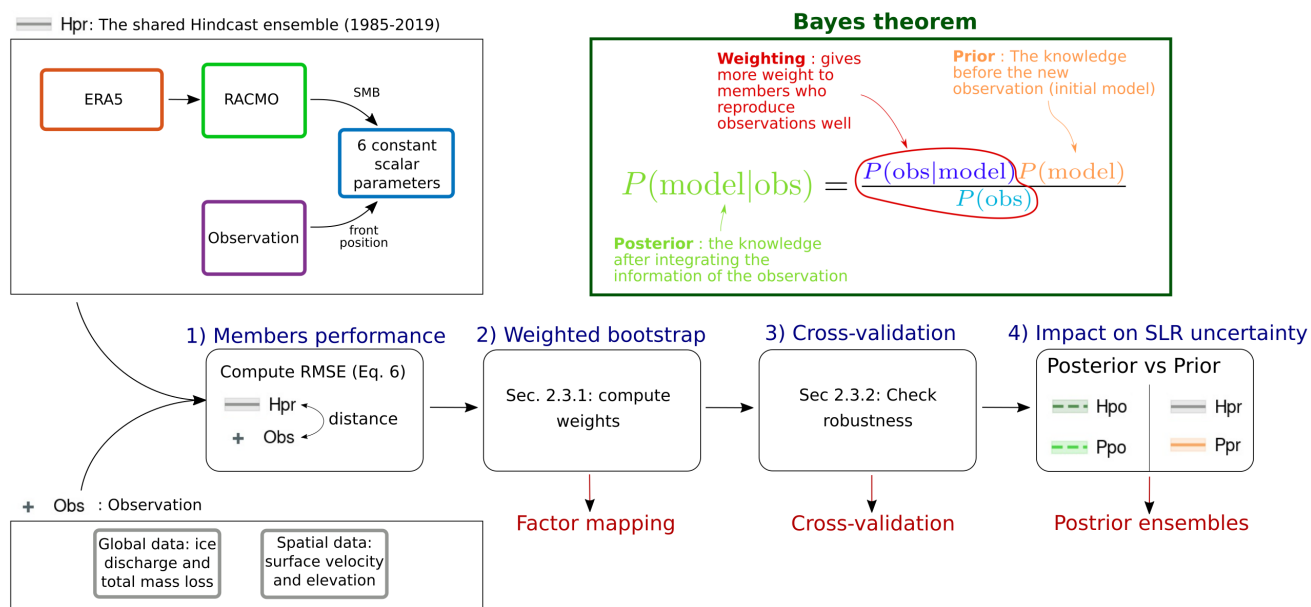 Hpr: The shared Hindcast ensemble (1985-2019)
ERA5
RACMO
SMB
6 constant
scalar
parameters
Observation
front
position
Bayes theorem
Weighting : gives
more weight to
members who
reproduce
observations well
Prior : The knowledge
before the new
observation (initial model)
P(model|obs) = P(obs|model)P(model)
P(obs)
Posterior : the knowledge
after integrating the
information of the observation
1) Members performance
Compute RMSE (Eq. 6)
Hpr
distance
Obs
2) Weighted bootstrap
Sec. 2.3.1: compute
weights
Factor mapping
3) Cross-validation
Sec 2.3.2: Check
robustness
Cross-validation
4) Impact on SLR uncertainty
Posterior vs Prior
Hpo
Hpr
Ppo
Ppr
Postrior ensembles
+ Obs : Observation
Global data: ice
discharge and
total mass loss
Spatial data:
surface velocity
and elevation